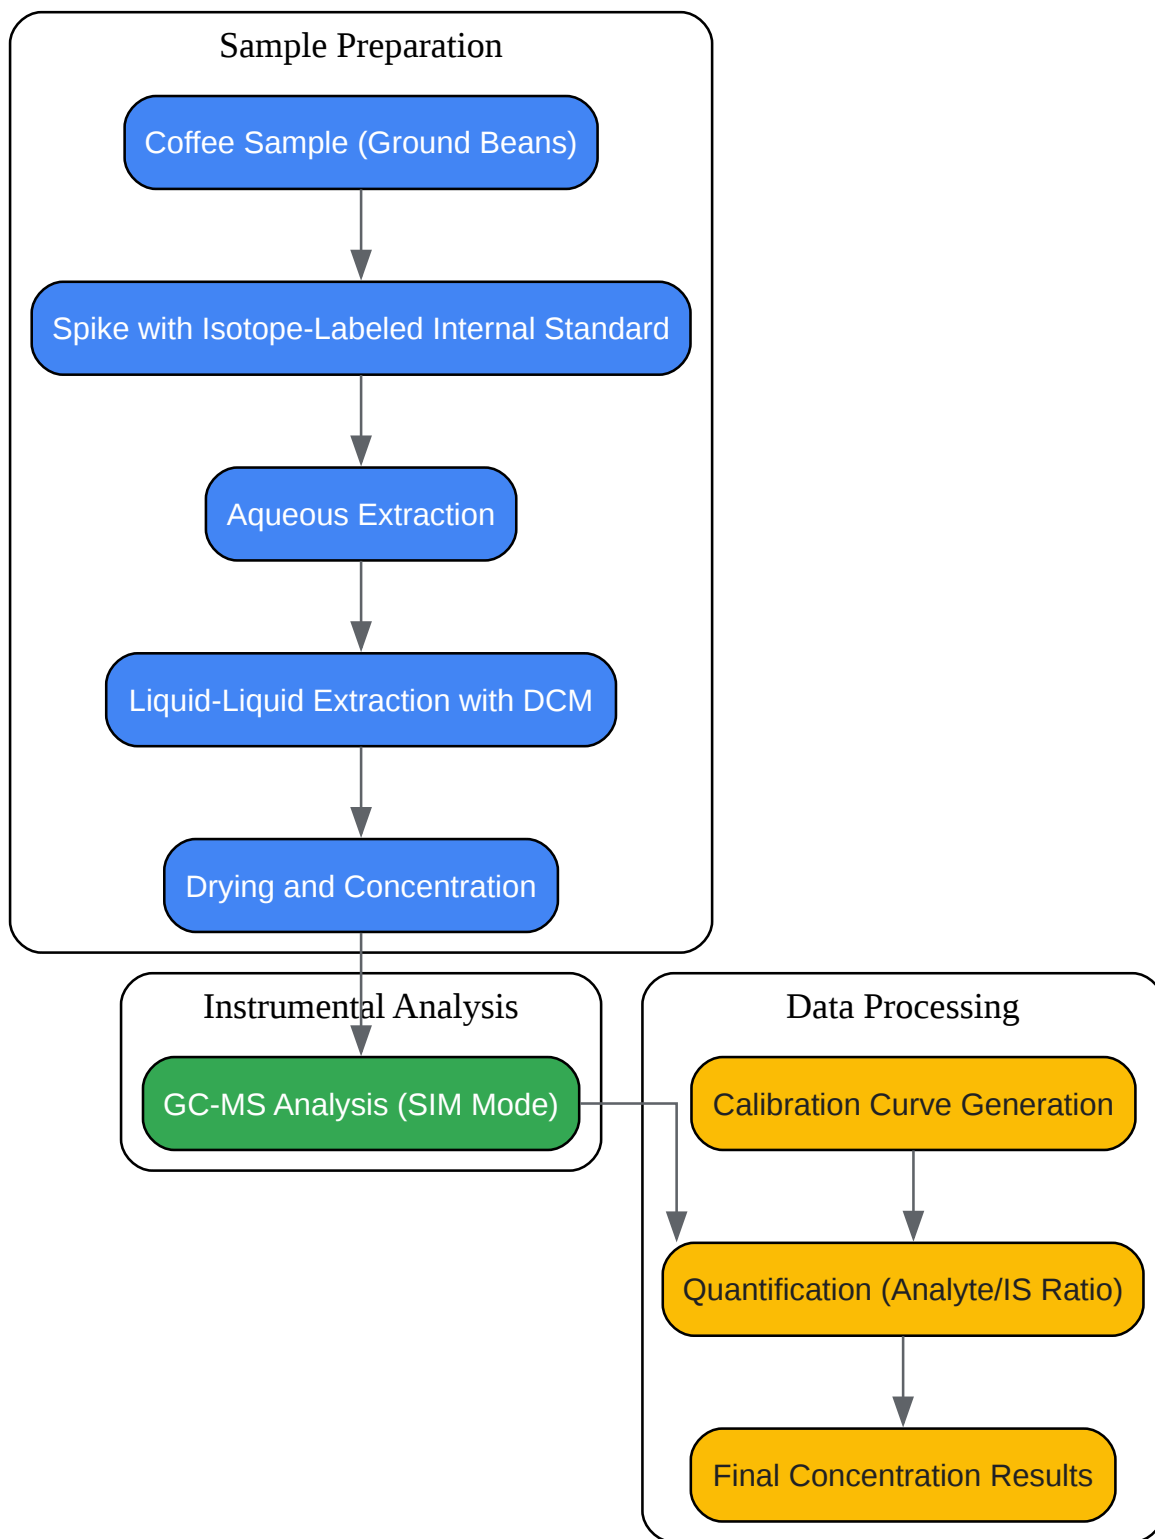 Sample Preparation
Coffee Sample (Ground Beans)
Spike with Isotope-Labeled Internal Standard
Aqueous Extraction
Liquid-Liquid Extraction with DCM
Drying and Concentration
Instrumental Analysis
GC-MS Analysis (SIM Mode)
Data Processing
Calibration Curve Generation
Quantification (Analyte/IS Ratio)
Final Concentration Results